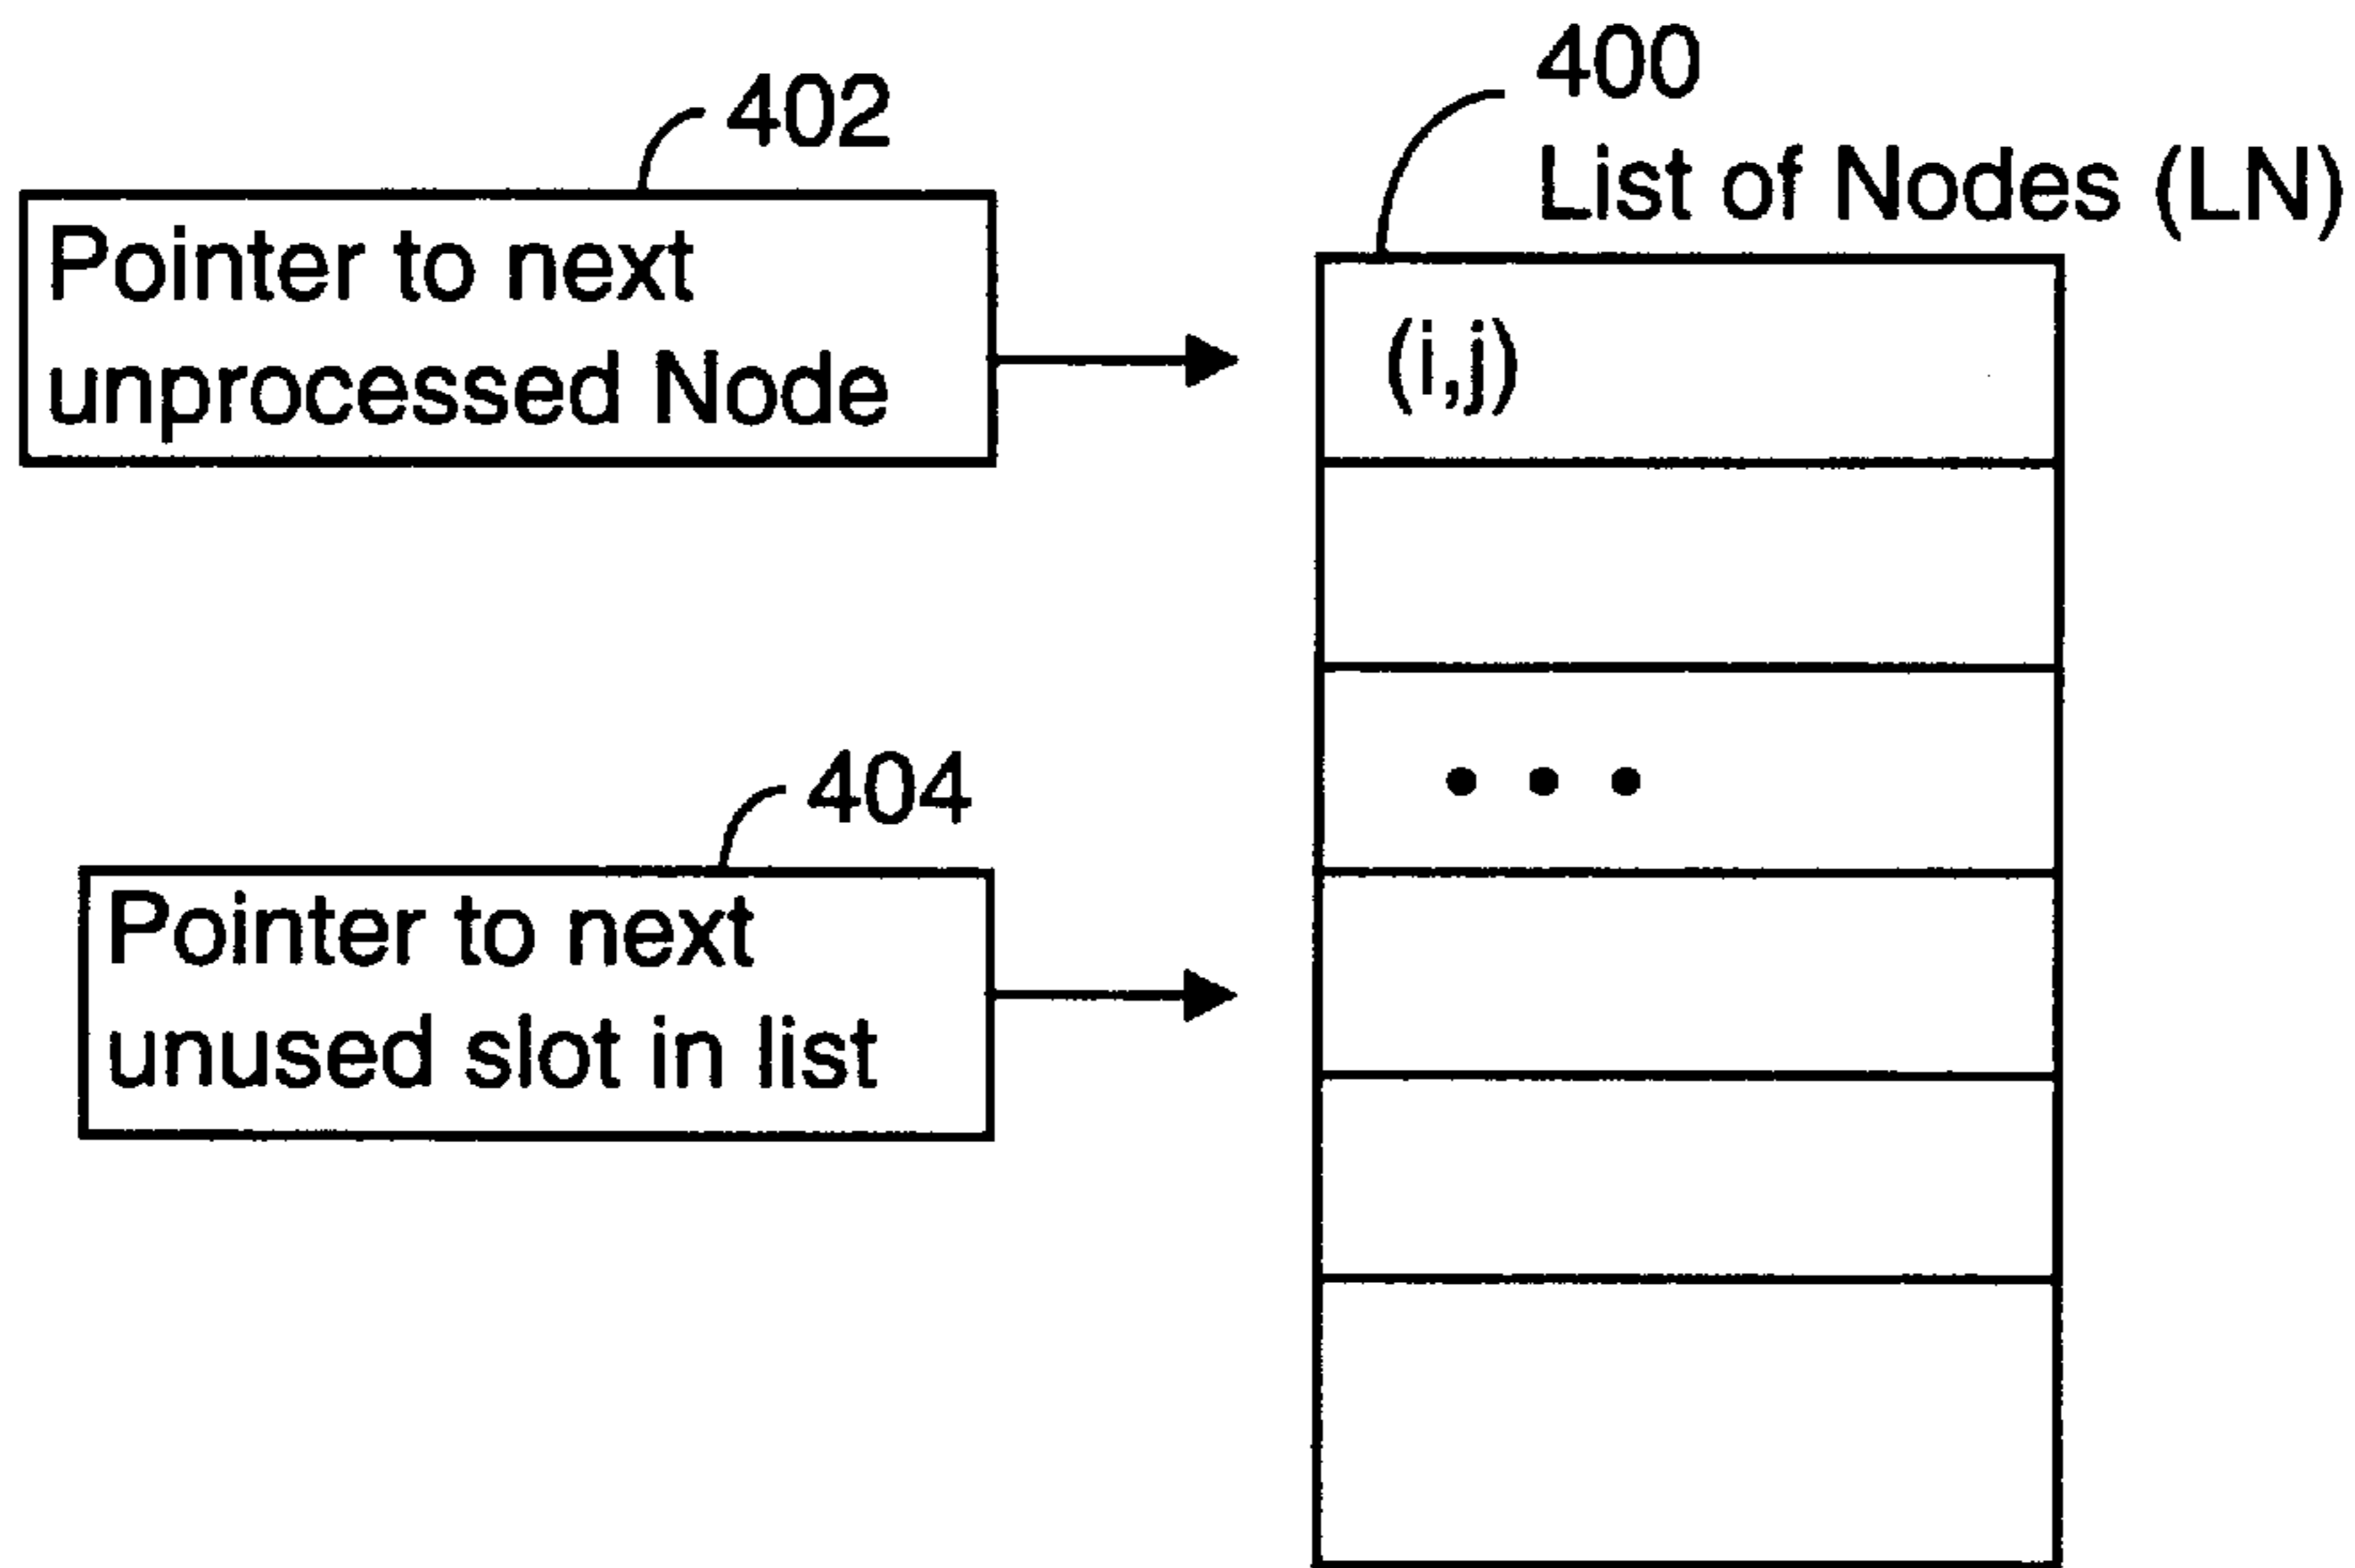 402
Pointer to next
unprocessed Node
400
List of Nodes (LN)
(i,j)
• • •
404
Pointer to next
unused slot in list